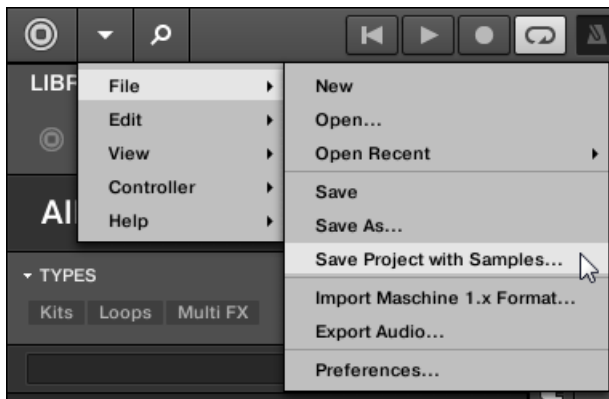 LIBR
File
Edit
View
Controller
Help
New
Open...
Open Recent
Save
Save As...
Save Project with Samples...
Import Maschine 1.x Format...
Export Audio...
Preferences...
All
TYPES
Kits Loops Multi FX